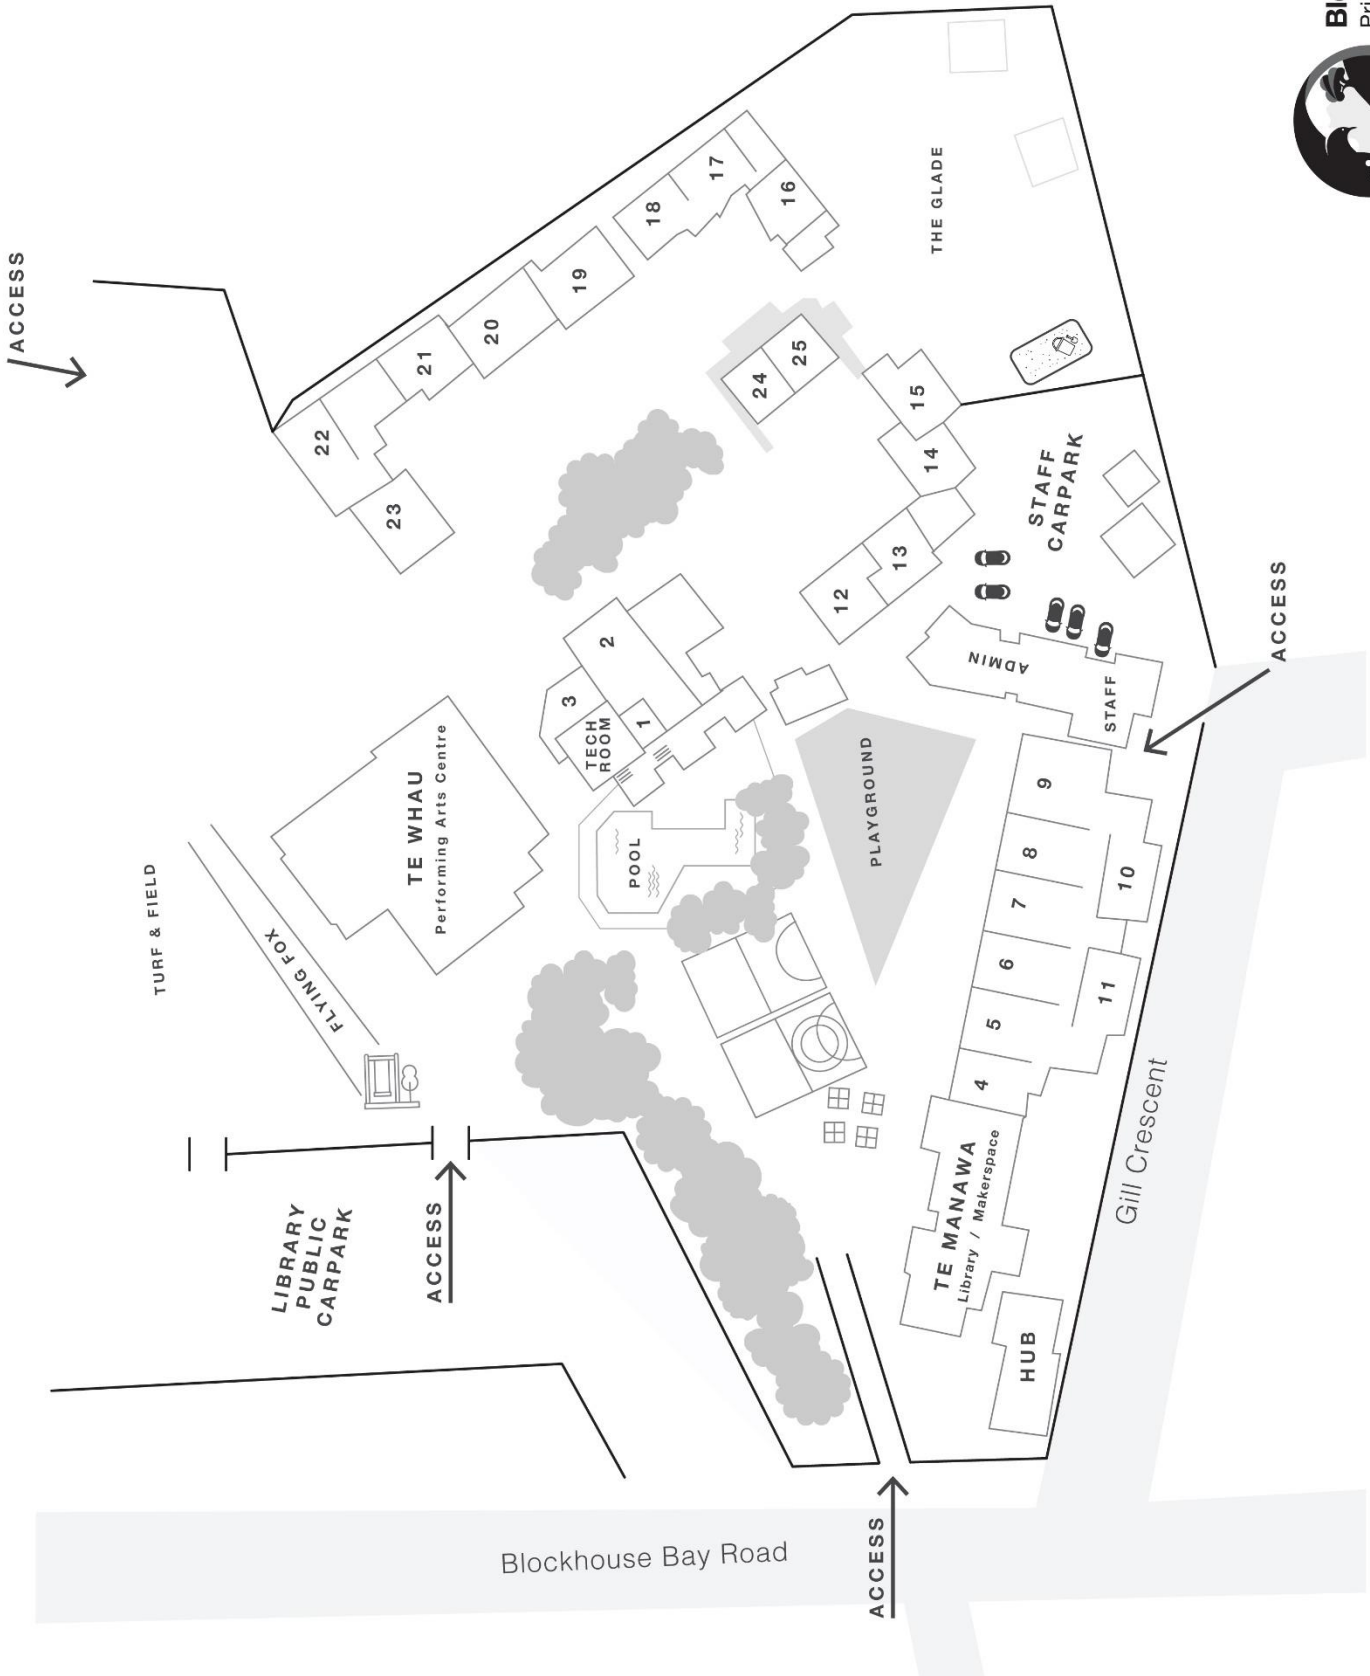 ACCESS
TURF & FIELD
FLYING FOX
LIBRARY
PUBLIC
CARPARK
ACCESS
TE WHAU
Performing Arts Centre
22
23
21
20
19
18
17
16
THE GLADE
24
25
15
14
13
12
2
3
1
TECH
ROOM
POOL
PLAYGROUND
STAFF
CARPARK
ADMIN
STAFF
ACCESS
9
8
7
6
5
4
10
11
TE MANAWA
Library / Makerspace
HUB
Gill Crescent
Blockhouse Bay Road
ACCESS